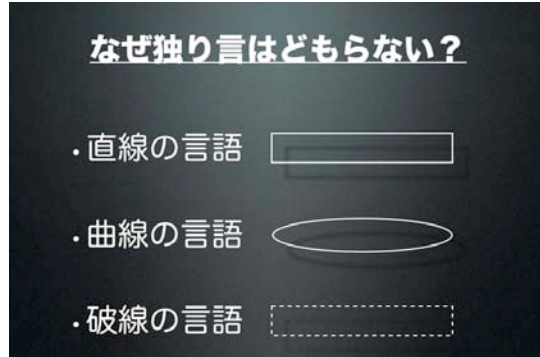 なぜ独り言はどもらない?
・直線の言語
・曲線の言語
・破線の言語